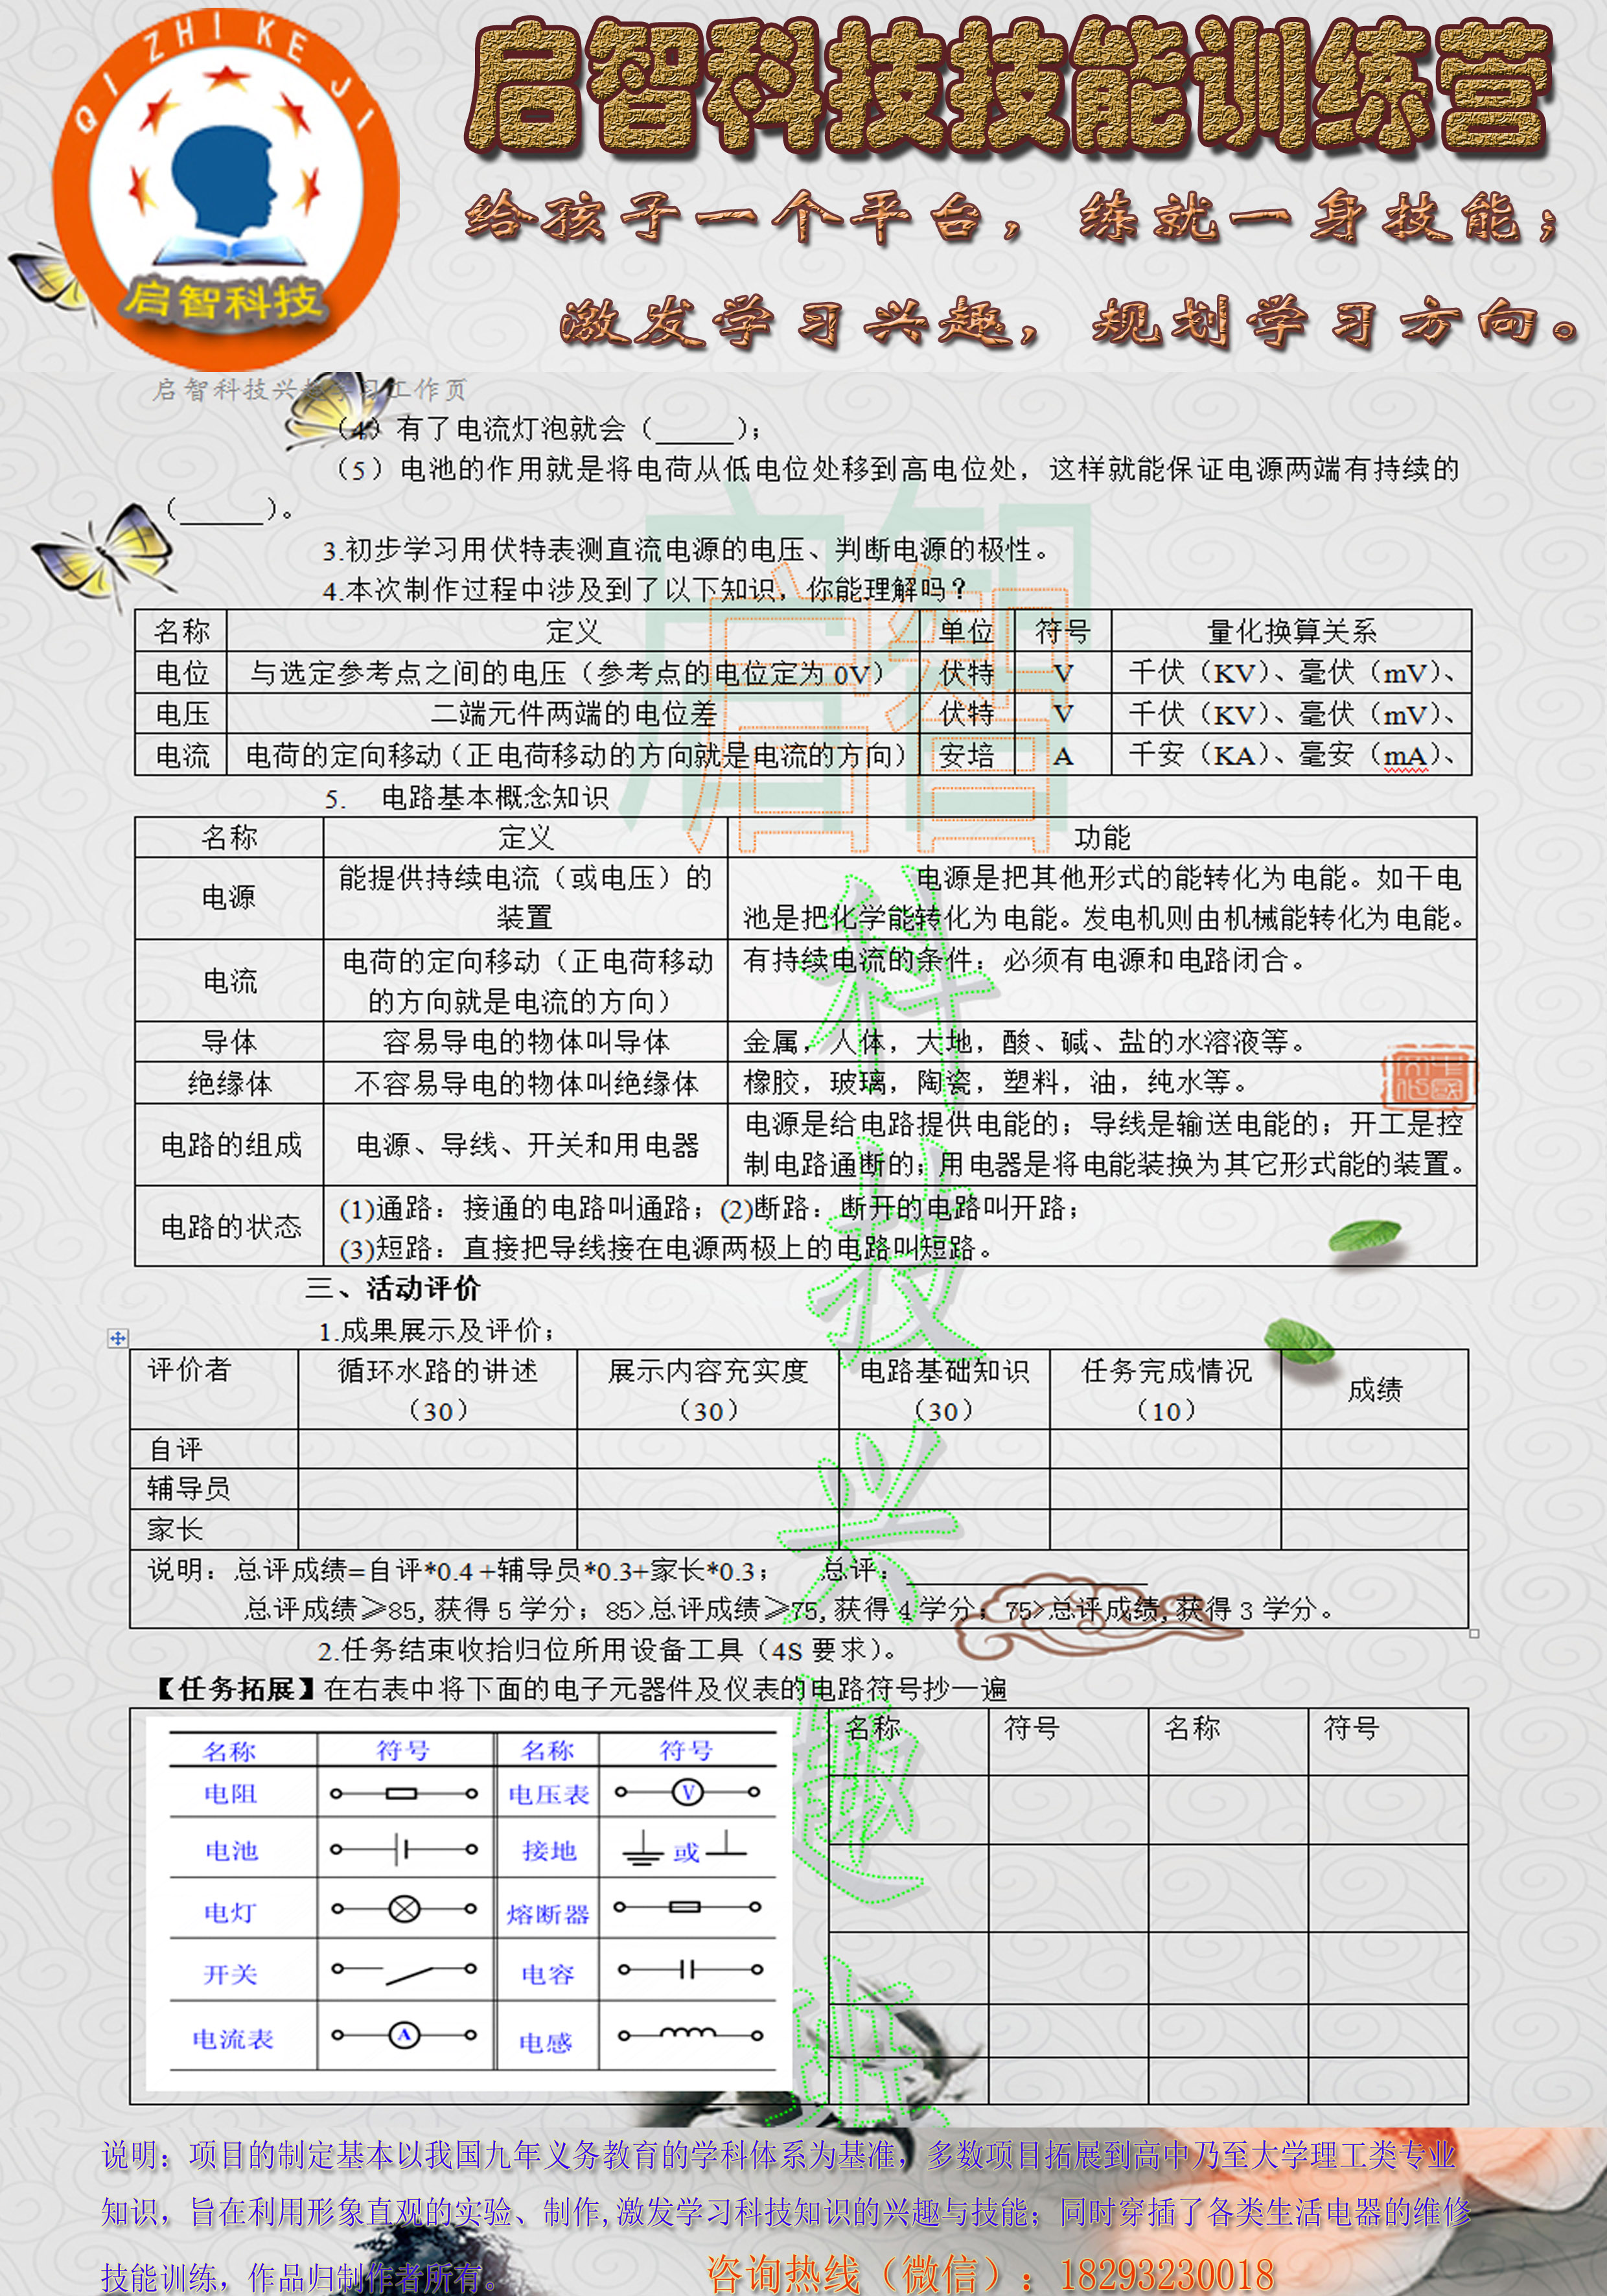 QI ZHI KE JI
启智科技
启智科技技能训练营
给孩子一个平台，练就一身技能；
激发学习兴趣，规划学习方向。
启智科技兴趣学习工作页
（4）有了电流灯泡就会（_____）；
（5）电池的作用就是将电荷从低电位处移到高电位处，这样就能保证电源两端有持续的
（_____）。
3.初步学习用伏特表测直流电源的电压、判断电源的极性。
4.本次制作过程中涉及到了以下知识，你能理解吗？
名称 定义 单位 符号 量化换算关系
电位 与选定参考点之间的电压（参考点的电位定为 0V） 伏特 V 千伏（KV）、毫伏（mV）、
电压 二端元件两端的电位差 伏特 V 千伏（KV）、毫伏（mV）、
电流 电荷的定向移动（正电荷移动的方向就是电流的方向） 安培 A 千安（KA）、毫安（mA）、
5. 电路基本概念知识
名称 定义 功能
电源 能提供持续电流（或电压）的装置 电源是把其他形式的能转化为电能。如干电
池是把化学能转化为电能。发电机则由机械能转化为电能。
电流 电荷的定向移动（正电荷移动的方向就是电流的方向） 有持续电流的条件：必须有电源和电路闭合。
导体 容易导电的物体叫导体 金属，人体，大地，酸、碱、盐的水溶液等。
绝缘体 不容易导电的物体叫绝缘体 橡胶，玻璃，陶瓷，塑料，油，纯水等。
电路的组成 电源、导线、开关和用电器 电源是给电路提供电能的；导线是输送电能的；开工是控
制电路通断的；用电器是将电能装换为其它形式能的装置。
电路的状态 (1)通路：接通的电路叫通路；(2)断路：断开的电路叫开路；
(3)短路：直接把导线接在电源两极上的电路叫短路。
三、活动评价
1.成果展示及评价；
评价者 循环水路的讲述（30） 展示内容充实度（30） 电路基础知识（30） 任务完成情况（10） 成绩
自评
辅导员
家长
说明：总评成绩=自评*0.4 +辅导员*0.3+家长*0.3； 总评：
总评成绩≥85,获得 5 学分；85>总评成绩≥75,获得 4 学分；75>总评成绩,获得 3 学分。
2.任务结束收拾归位所用设备工具（4S 要求）。
【任务拓展】在右表中将下面的电子元器件及仪表的电路符号抄一遍
名称 符号 名称 符号
电阻 电压表 V
电池 接地 或
电灯 熔断器
开关 电容
电流表 A 电感
名称 符号 名称 符号
启智
启智
科技兴趣班
说明：项目的制定基本以我国九年义务教育的学科体系为基准，多数项目拓展到高中乃至大学理工类专业
知识，旨在利用形象直观的实验、制作,激发学习科技知识的兴趣与技能；同时穿插了各类生活电器的维修
技能训练，作品归制作者所有。
咨询热线（微信）：18293230018